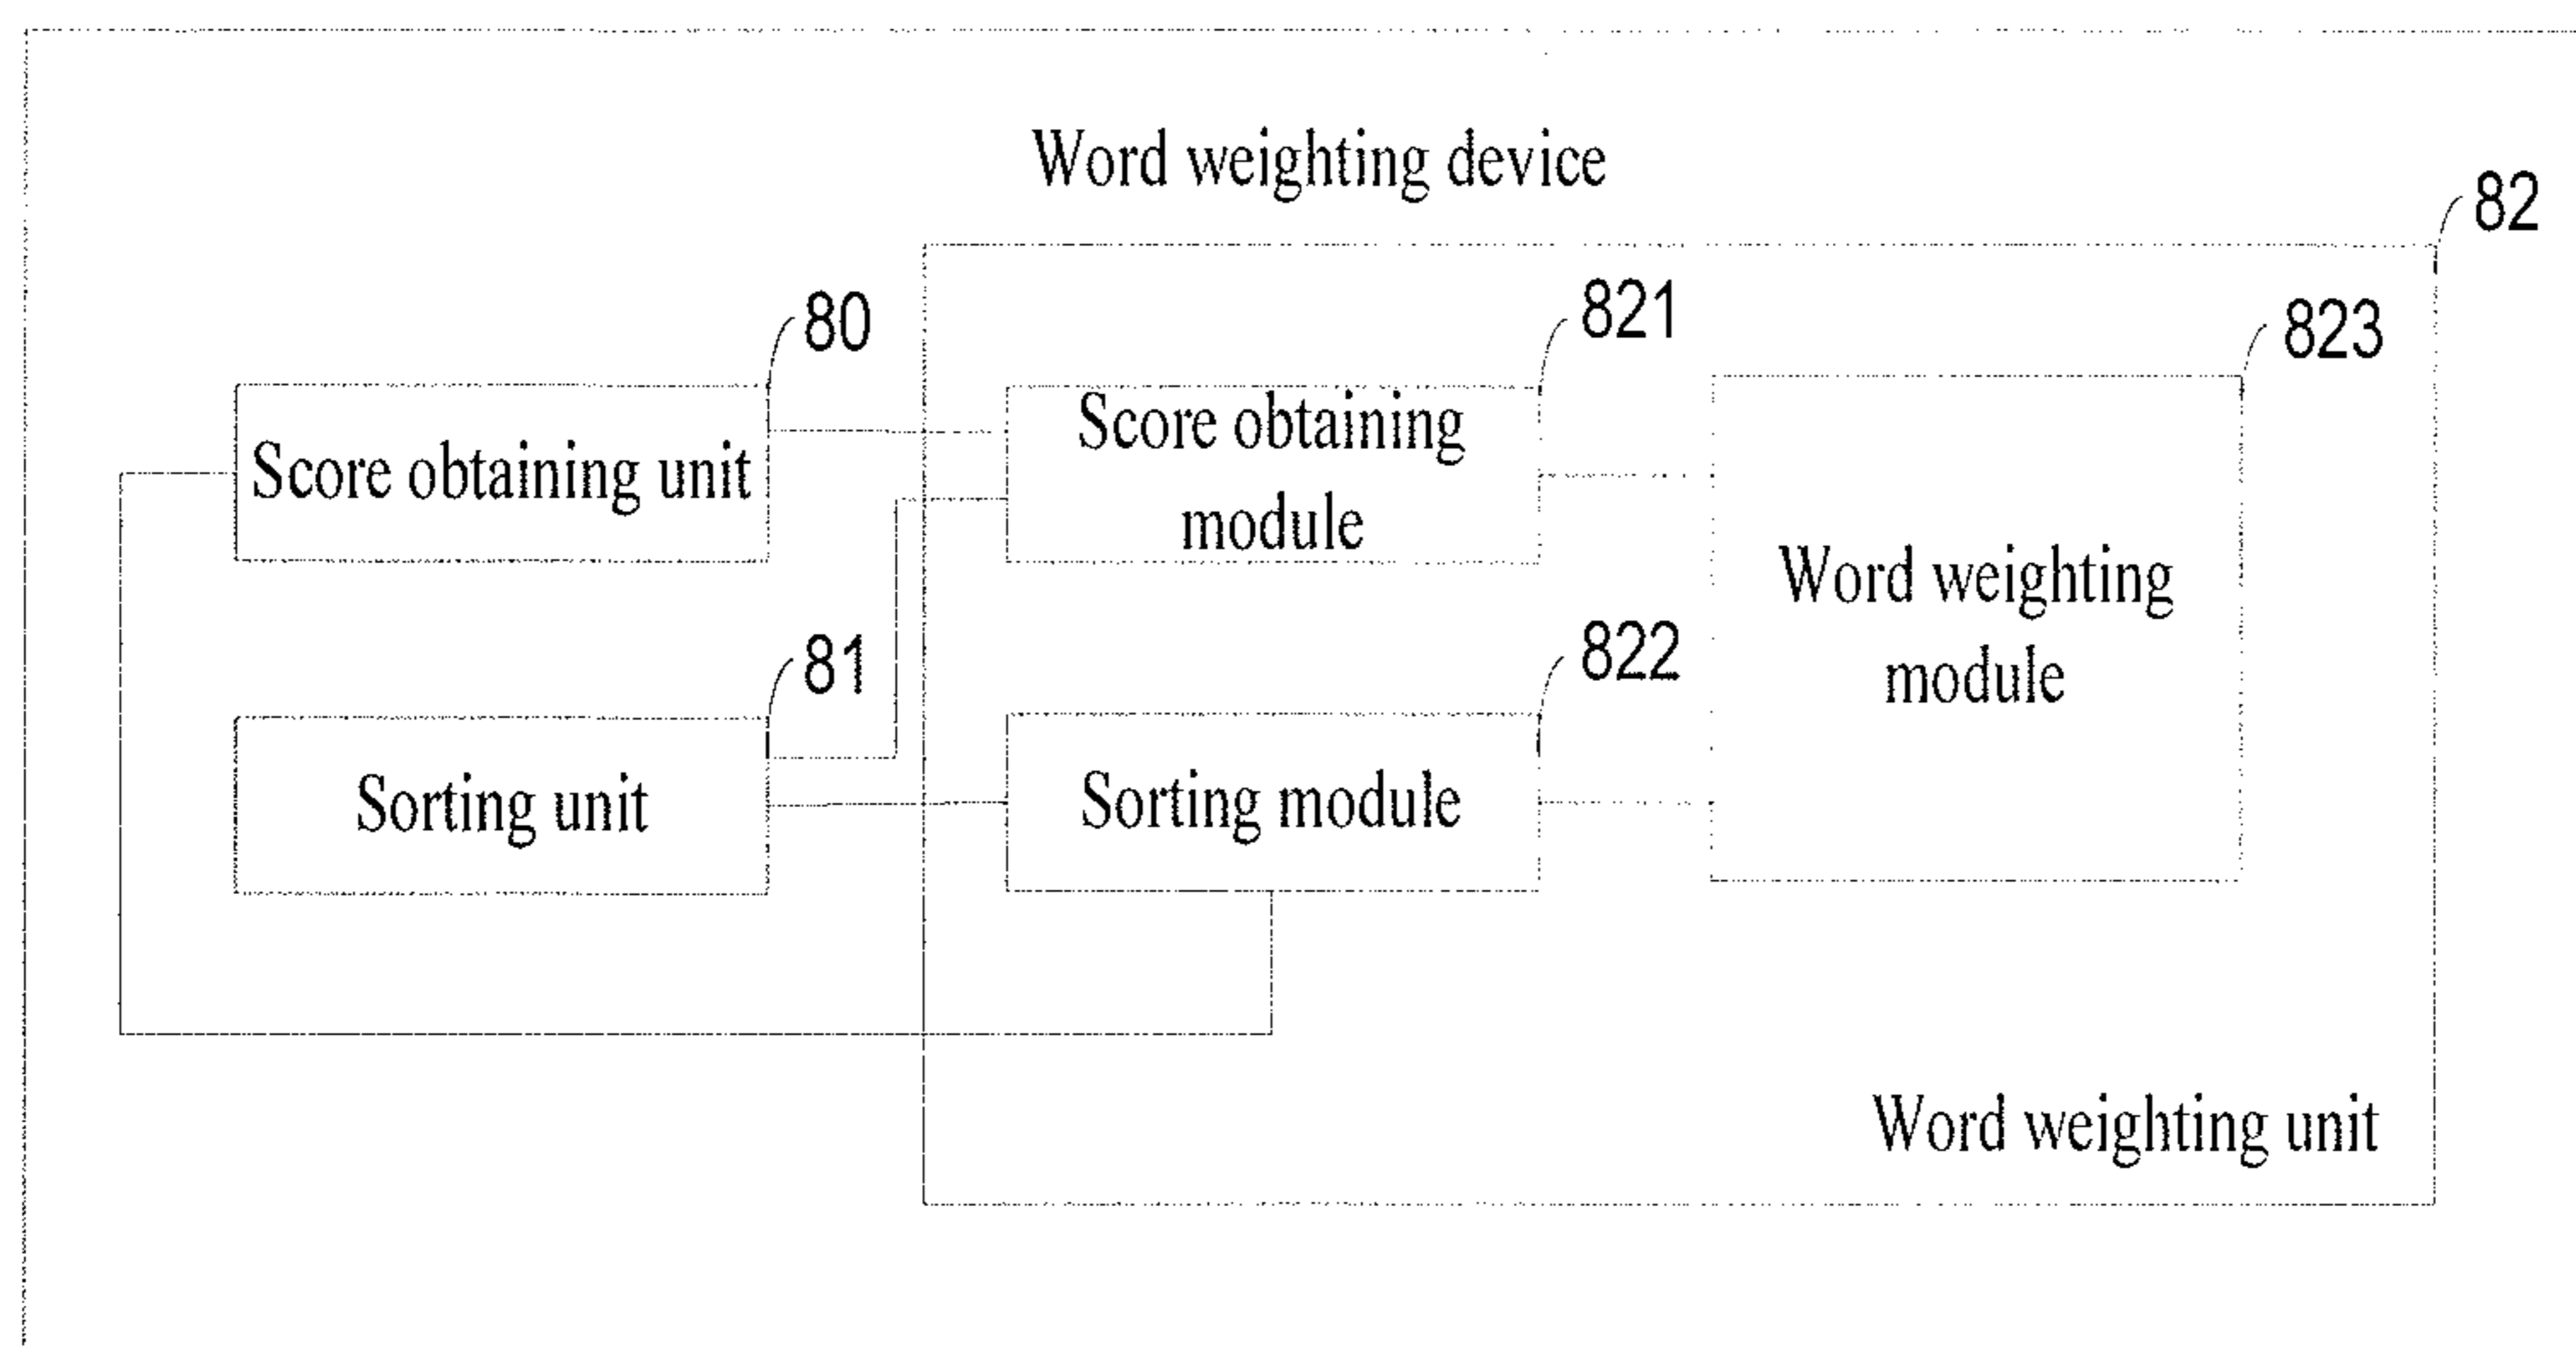 Word weighting device
82
80
821
823
Score obtaining unit
Score obtaining
module
Word weighting
module
81
822
Sorting unit
Sorting module
Word weighting unit